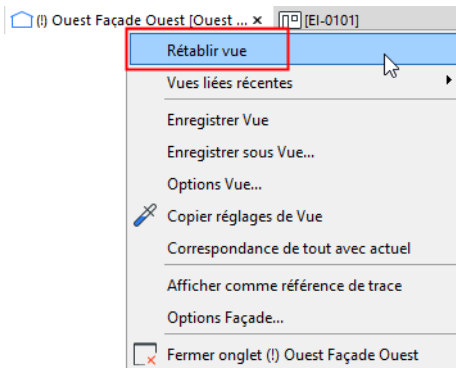 (!) Ouest Façade Ouest [Ouest ... × [EI-0101]
Rétablir vue
Vues liées récentes
Enregistrer Vue
Enregistrer sous Vue...
Options Vue...
Copier réglages de Vue
Correspondance de tout avec actuel
Afficher comme référence de trace
Options Façade...
Fermer onglet (!) Ouest Façade Ouest